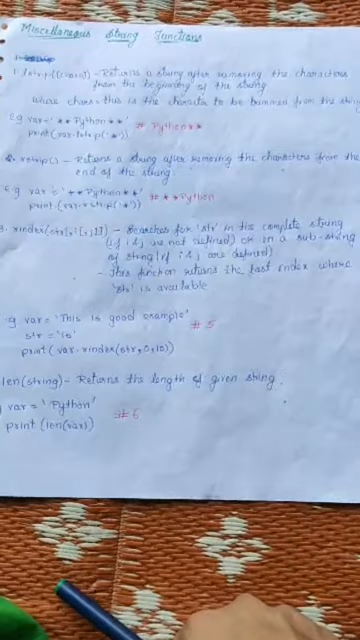 Miscellaneous String Functions
1. lstrip([chars]) - Returns a string after removing the characters
from the beginning of the string
where chars - this is the character to be trimmed from the string
Eg var = '**Python**'
print(var.lstrip('*')) # Python**
rstrip() - Returns a string after removing the characters from the
end of the string.
E.g var = '**Python**'
print(var.rstrip('*')) # **Python
3. rindex(str[,i[,j]]) - Searches for 'str' in the complete string
(if i & j are not defined) or in a sub-string
of string (if i & j are defined)
- This function returns the last index where
'str' is available
g var = 'This is good example'
str = 'is' # 5
print(var.rindex(str,0,10))
len(string) - Returns the length of given string.
var = 'Python' # 6
print(len(var))